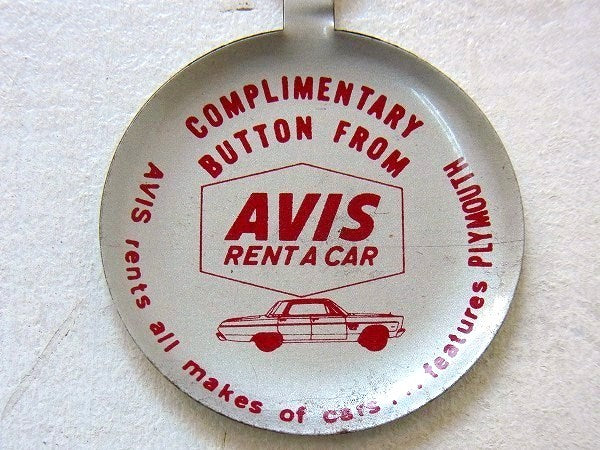 COMPLIMENTARY
BUTTON FROM
AVIS
RENT A CAR
AVIS rents all makes of cars...features PLYMOUTH